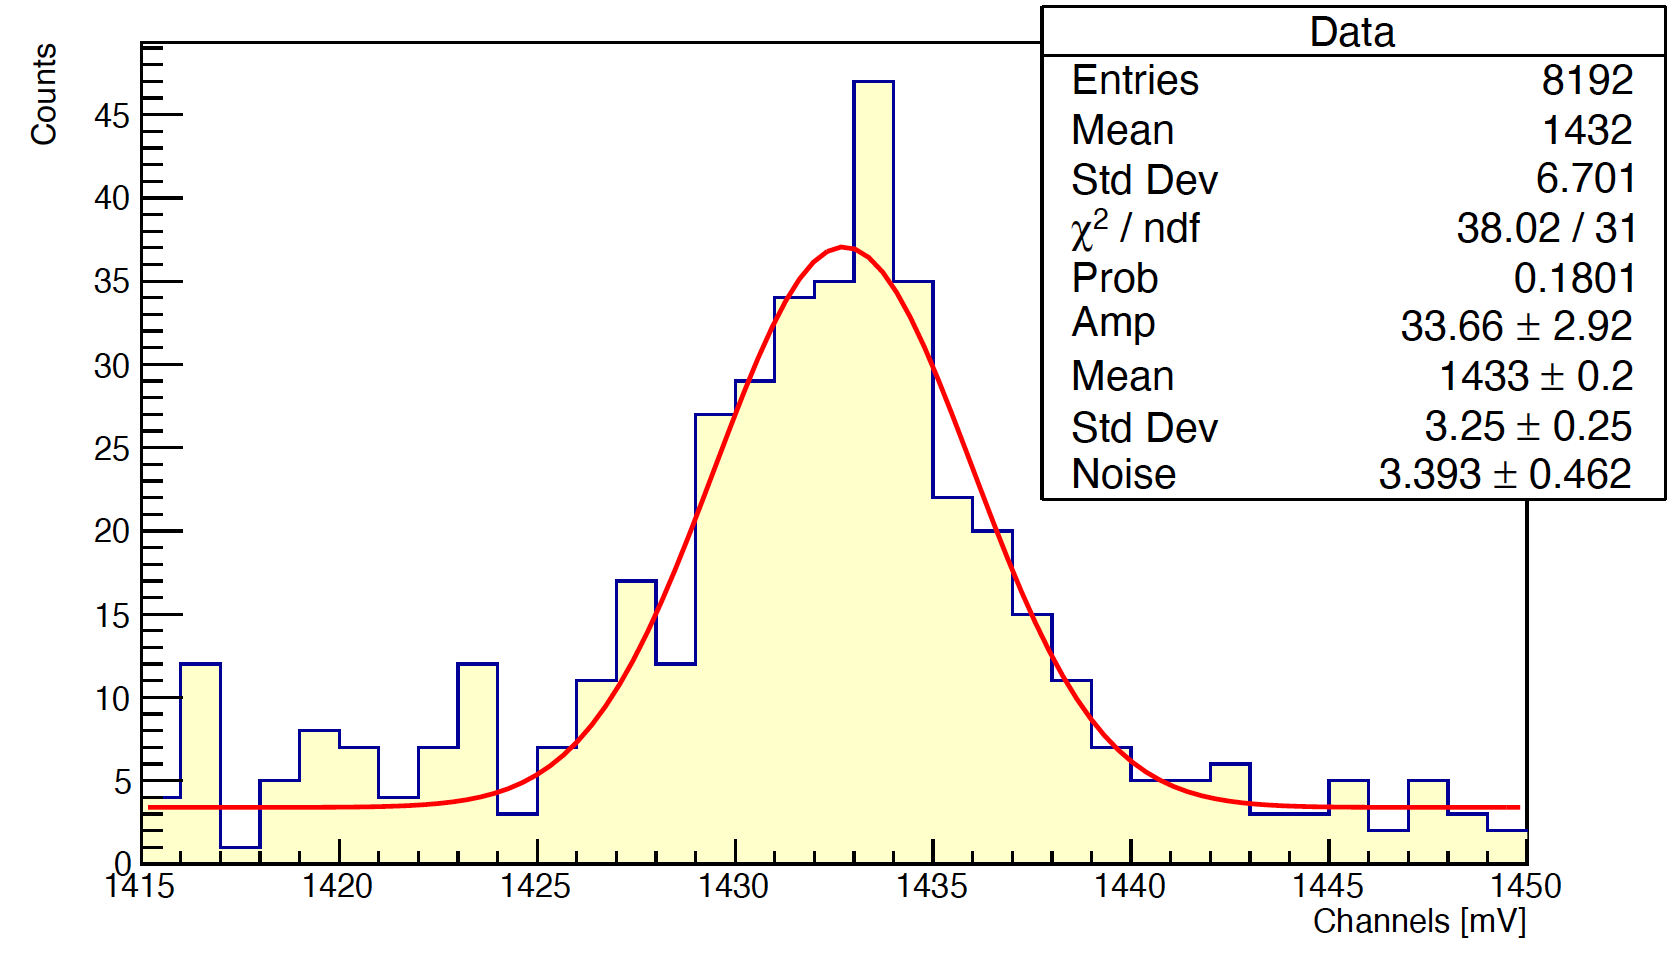 Data
Entries 8192
Mean 1432
Std Dev 6.701
χ² / ndf 38.02 / 31
Prob 0.1801
Amp 33.66 ± 2.92
Mean 1433 ± 0.2
Std Dev 3.25 ± 0.25
Noise 3.393 ± 0.462
Counts
45
40
35
30
25
20
15
10
5
0
1415 1420 1425 1430 1435 1440 1445 1450
Channels [mV]